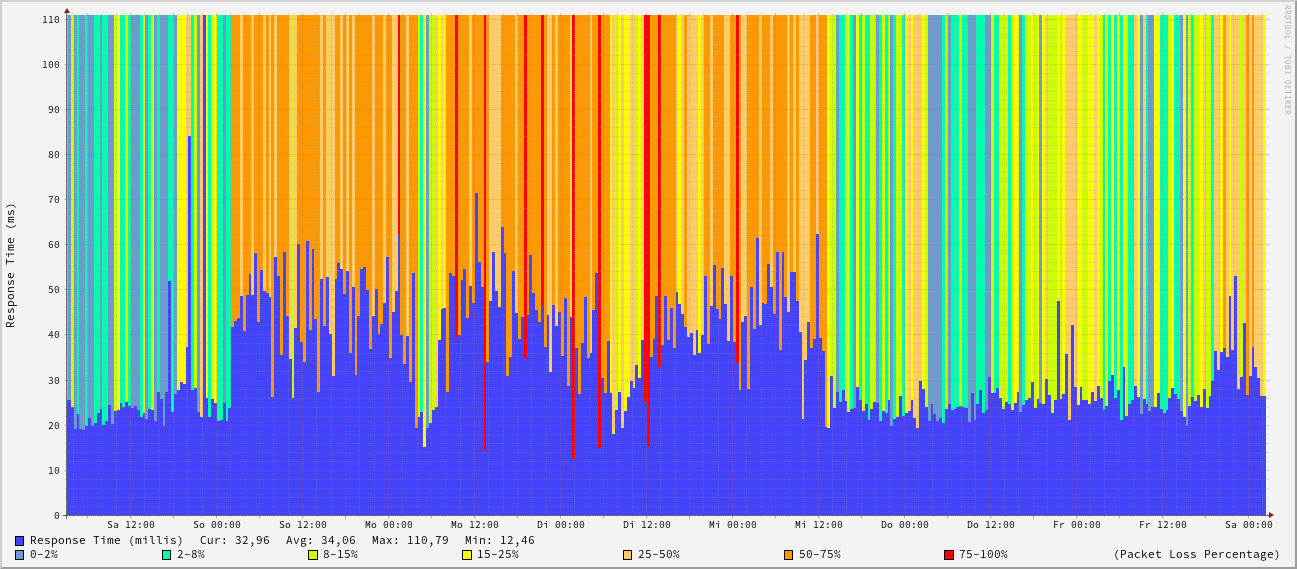 RRDTOOL / TOBI OETIKER
Response Time (ms)
110
100
90
80
70
60
50
40
30
20
10
0
Sa 12:00 So 00:00 So 12:00 Mo 00:00 Mo 12:00 Di 00:00 Di 12:00 Mi 00:00 Mi 12:00 Do 00:00 Do 12:00 Fr 00:00 Fr 12:00 Sa 00:00
Response Time (millis) Cur: 32,96 Avg: 34,06 Max: 110,79 Min: 12,46
0-2% 2-8% 8-15% 15-25% 25-50% 50-75% 75-100% (Packet Loss Percentage)